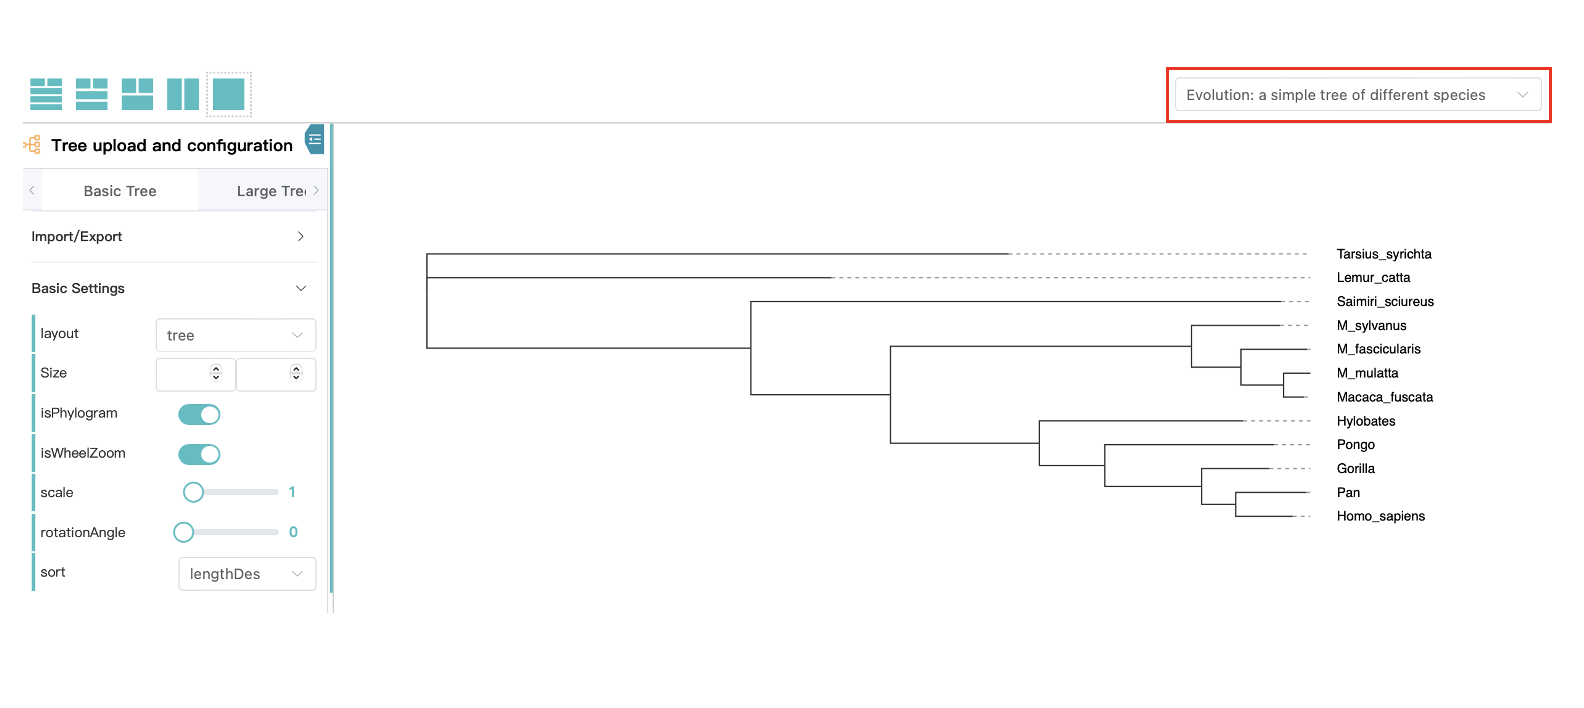 Evolution: a simple tree of different species
Tree upload and configuration
Basic Tree
Large Tre
Import/Export
Basic Settings
layout
tree
Size
isPhylogram
isWheelZoom
scale
1
rotationAngle
0
sort
lengthDes
Tarsius_syrichta
Lemur_catta
Saimiri_sciureus
M_sylvanus
M_fascicularis
M_mulatta
Macaca_fuscata
Hylobates
Pongo
Gorilla
Pan
Homo_sapiens